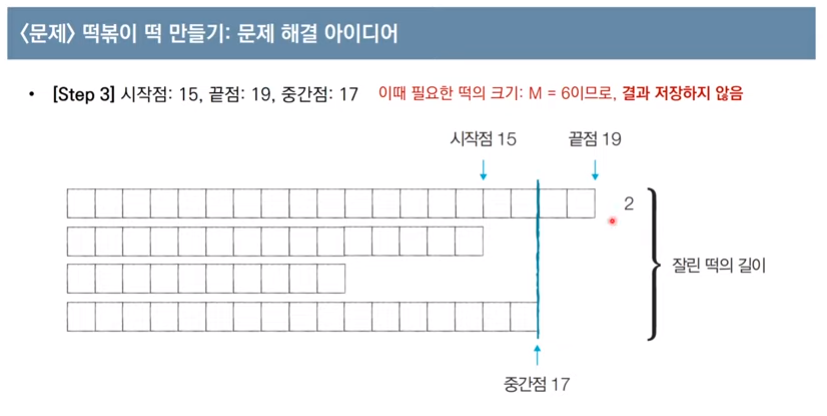 <문제> 떡볶이 떡 만들기: 문제 해결 아이디어
• [Step 3] 시작점: 15, 끝점: 19, 중간점: 17 이때 필요한 떡의 크기: M = 6이므로, 결과 저장하지 않음
시작점 15 끝점 19
2
잘린 떡의 길이
중간점 17